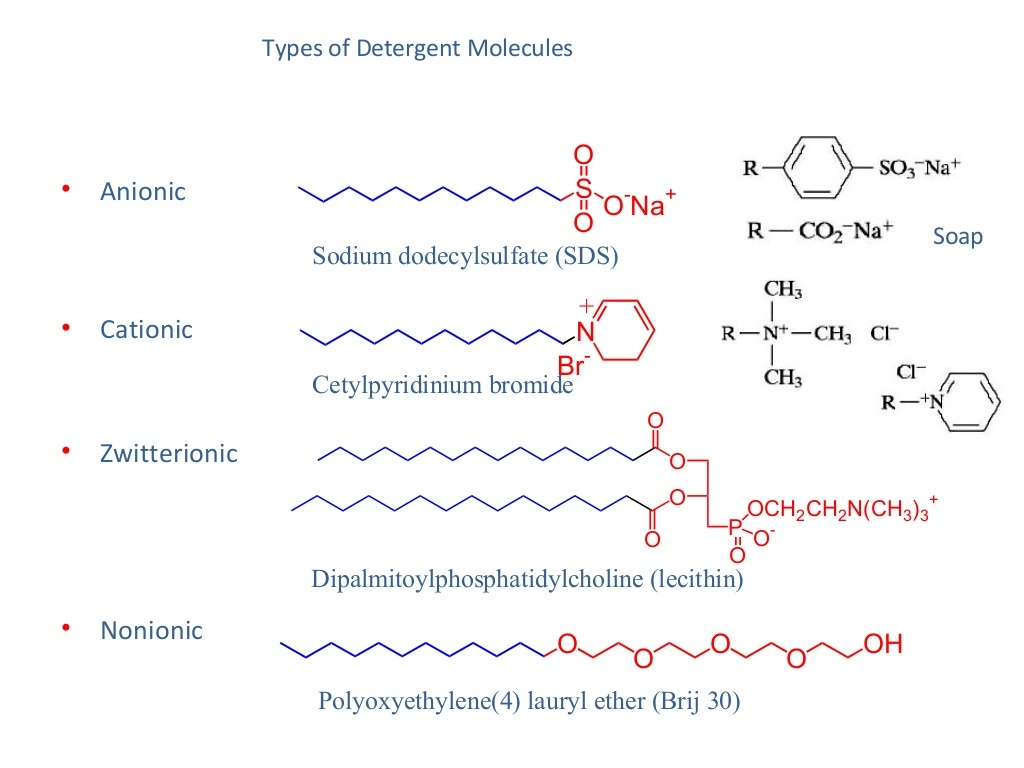 Types of Detergent Molecules
• Anionic
O
S
O
O⁻Na⁺
Sodium dodecylsulfate (SDS)
R—
—SO₃⁻Na⁺
R—CO₂⁻Na⁺
Soap
• Cationic
+
N
Br⁻
Cetylpyridinium bromide
CH₃
R—N⁺—CH₃ Cl⁻
CH₃
Cl⁻
R—⁺N
• Zwitterionic
O
O
O
O
OCH₂CH₂N(CH₃)₃⁺
P
O⁻
O
Dipalmitoylphosphatidylcholine (lecithin)
• Nonionic
O O O O OH
Polyoxyethylene(4) lauryl ether (Brij 30)